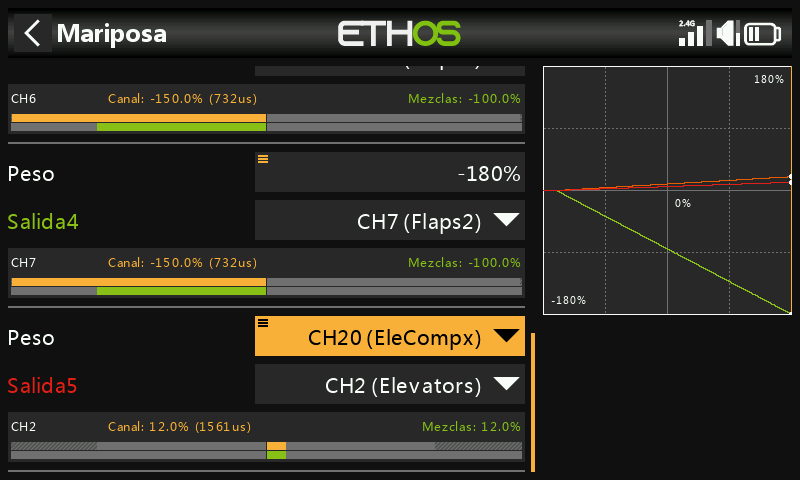 Mariposa
ETHOS
2.4G
CH6 Canal: -150.0% (732us) Mezclas: -100.0%
Peso -180%
Salida4 CH7 (Flaps2)
CH7 Canal: -150.0% (732us) Mezclas: -100.0%
Peso CH20 (EleCompx)
Salida5 CH2 (Elevators)
CH2 Canal: 12.0% (1561us) Mezclas: 12.0%
180%
0%
-180%